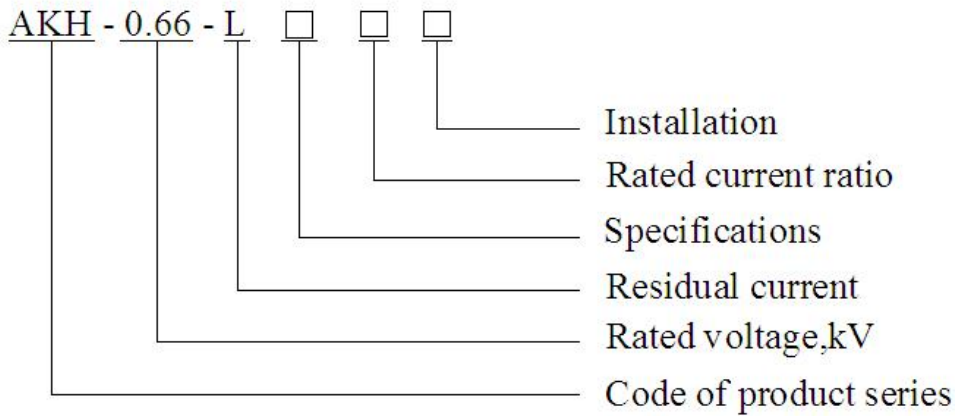 AKH - 0.66 - L □ □ □
Installation
Rated current ratio
Specifications
Residual current
Rated voltage,kV
Code of product series